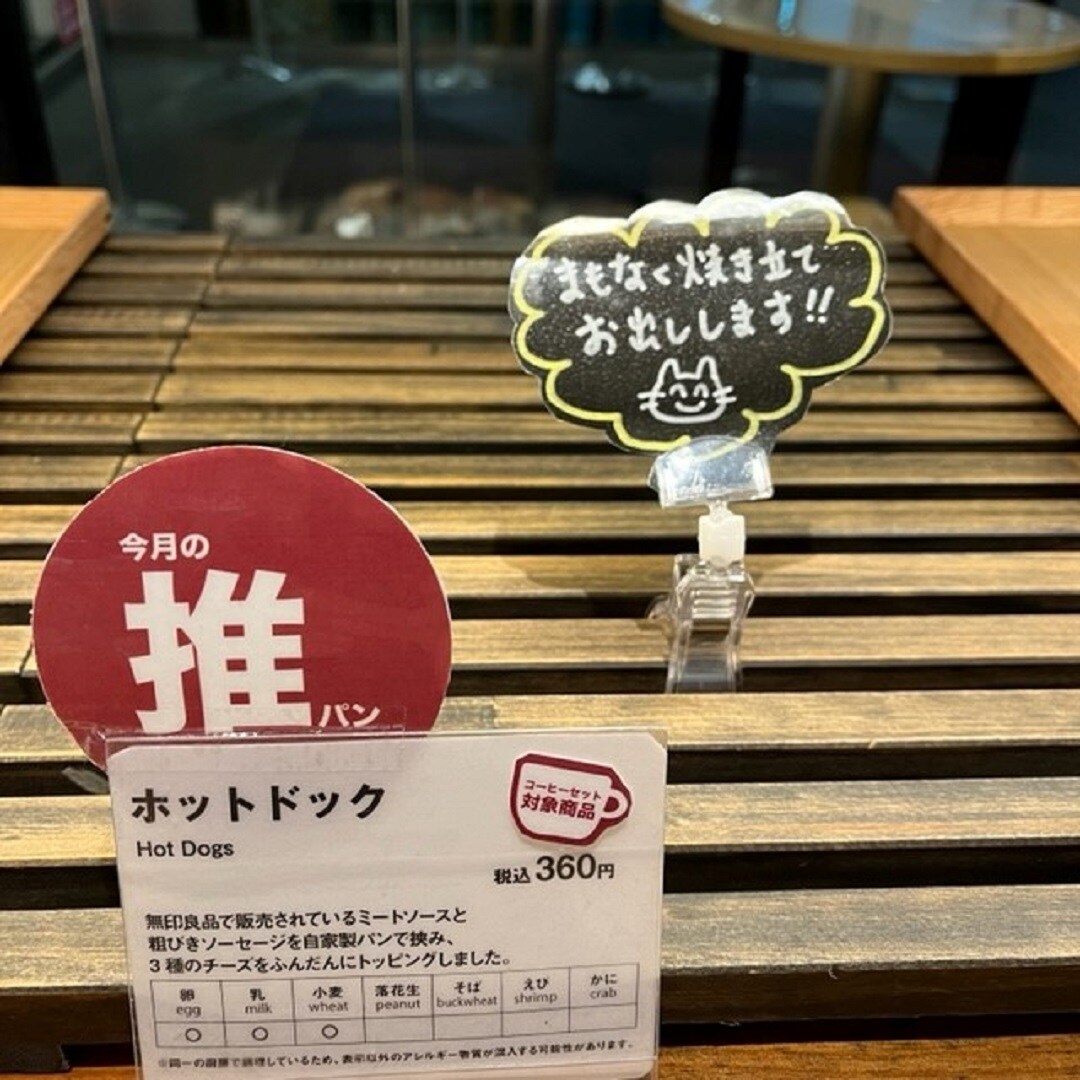 まもなく焼き立て
お出しします!!
今月の
推
パン
ホットドック
Hot Dogs
コーヒーセット
対象商品
税込 360円
無印良品で販売されているミートソースと
粗びきソーセージを自家製パンで挟み、
3種のチーズをふんだんにトッピングしました。
卵 乳 小麦 落花生 そば えび かに
egg milk wheat peanut buckwheat shrimp crab
○ ○ ○
※同一の厨房で調理しているため、表示以外のアレルギー物質が混入する可能性があります。